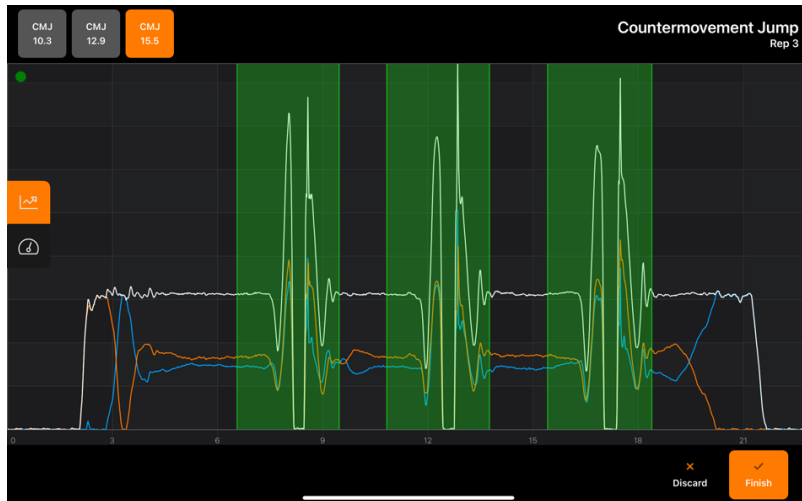 CMJ
10.3
CMJ
12.9
CMJ
15.5
Countermovement Jump
Rep 3
0 3 6 9 12 15 18 21
Discard
Finish